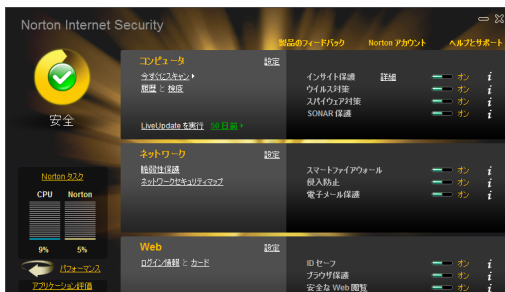 Norton Internet Security
製品のフィードバック Norton アカウント ヘルプとサポート
安全
コンピュータ 設定
今すぐにスキャン
履歴 と 検疫
LiveUpdate を実行 50 日前
インサイト保護 詳細 オン i
ウイルス対策 オン i
スパイウェア対策 オン i
SONAR 保護 オン i
ネットワーク 設定
脆弱性保護
ネットワークセキュリティマップ
スマートファイアウォール オン i
侵入防止 オン i
電子メール保護 オン i
Norton タスク
CPU Norton
9% 5%
パフォーマンス
アプリケーション評価
Web 設定
ログイン情報 と カード
ID セーフ オン i
ブラウザ保護 オン i
安全な Web 閲覧 オン i